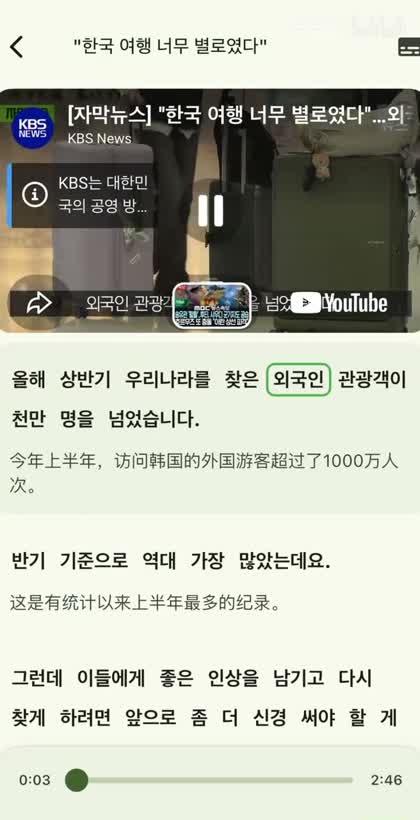 "한국 여행 너무 별로였다"
KBS
NEWS
[자막뉴스] "한국 여행 너무 별로였다"...외
KBS News
KBS는 대한민
국의 공영 방...
외국인 관광
을 넘었
YouTube
올해 상반기 우리나라를 찾은 외국인 관광객이
천만 명을 넘었습니다.
今年上半年，访问韩国的外国游客超过了1000万人
次。
반기 기준으로 역대 가장 많았는데요.
这是有统计以来上半年最多的纪录。
그런데 이들에게 좋은 인상을 남기고 다시
찾게 하려면 앞으로 좀 더 신경 써야 할 게
0:03
2:46